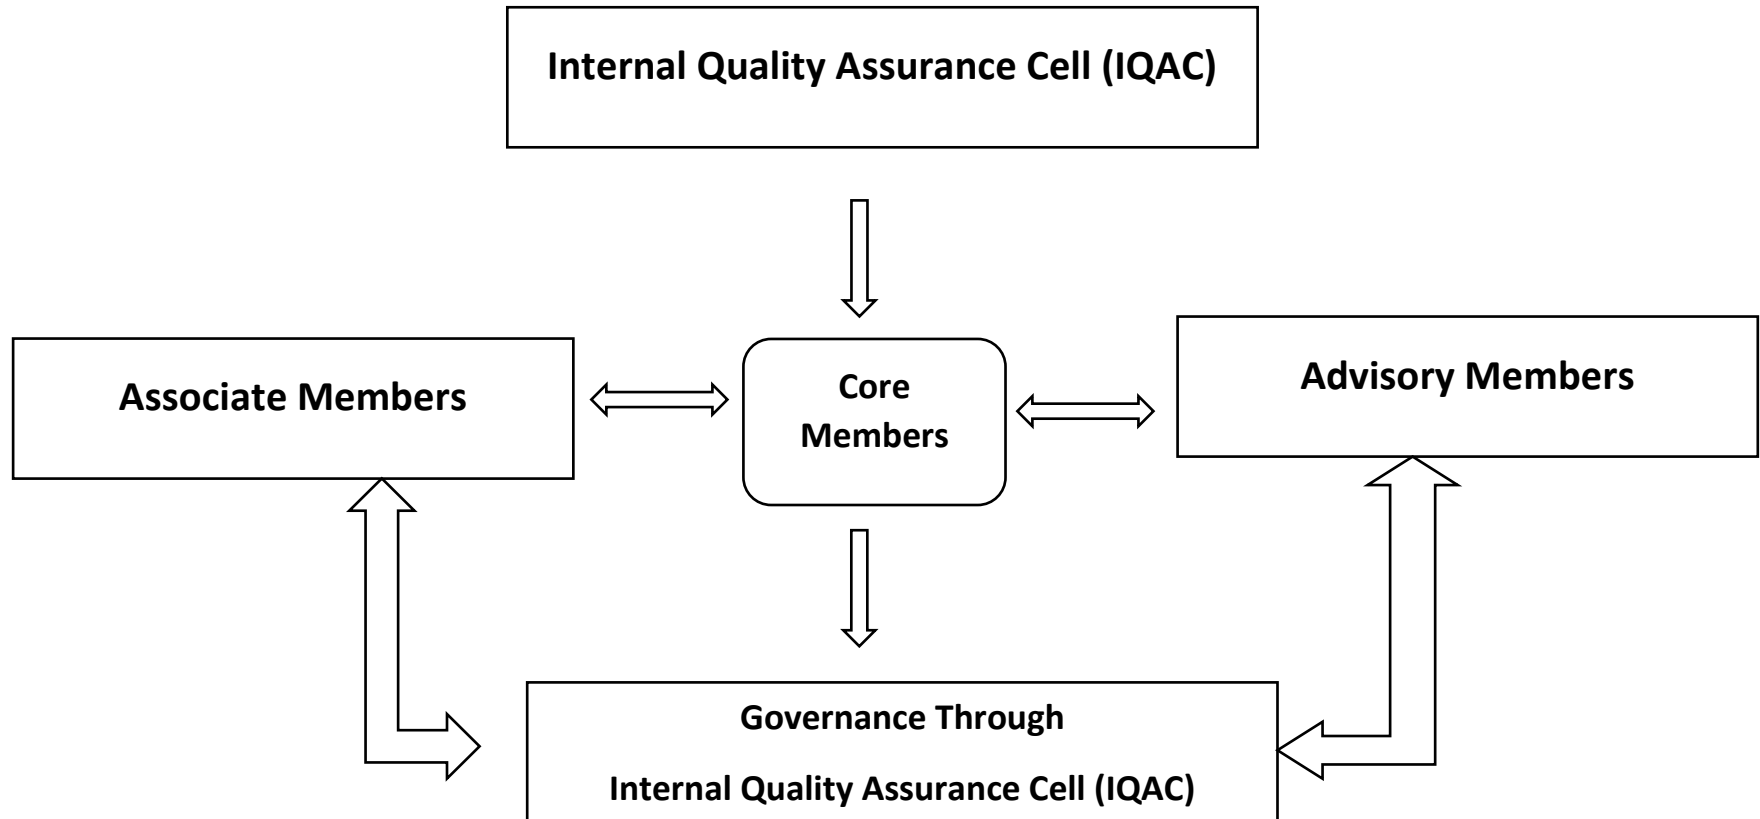 Internal Quality Assurance Cell (IQAC)
Associate Members
Core
Members
Advisory Members
Governance Through
Internal Quality Assurance Cell (IQAC)